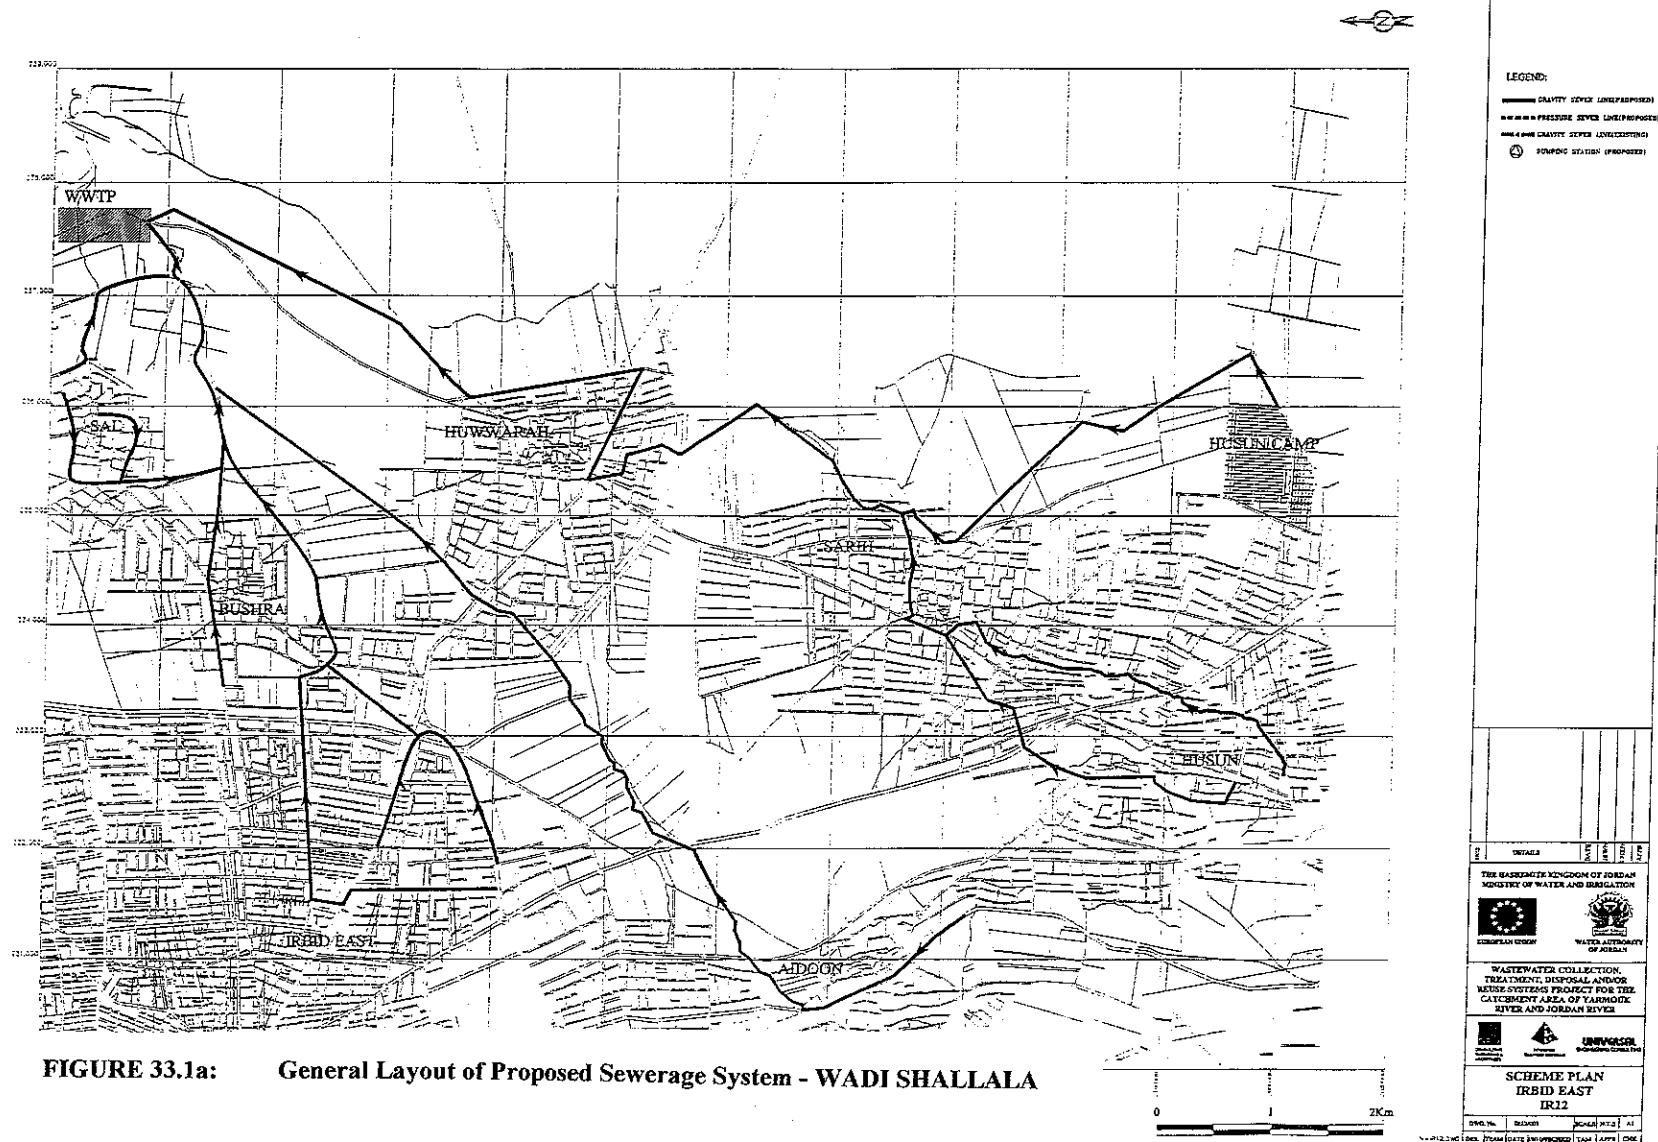 LEGEND:
GRAVITY SEWER LINE(PROPOSED)
PRESSURE SEWER LINE(PROPOSED)
GRAVITY SEWER LINE(EXISTING)
PUMPING STATION (PROPOSED)
WWTP
SAL
HUWWARAH
HUSUN CAMP
SARIH
BUSHRA
HUSUN
IRBID EAST
AIDOON
DETAILS
THE HASHEMITE KINGDOM OF JORDAN
MINISTRY OF WATER AND IRRIGATION
EUROPEAN UNION
WATER AUTHORITY
OF JORDAN
WASTEWATER COLLECTION,
TREATMENT, DISPOSAL AND/OR
REUSE SYSTEMS PROJECT FOR THE
CATCHMENT AREA OF YARMOUK
RIVER AND JORDAN RIVER
UNIVERSAL
SCHEME PLAN
IRBID EAST
IR12
FIGURE 33.1a: General Layout of Proposed Sewerage System - WADI SHALLALA
0 1 2Km